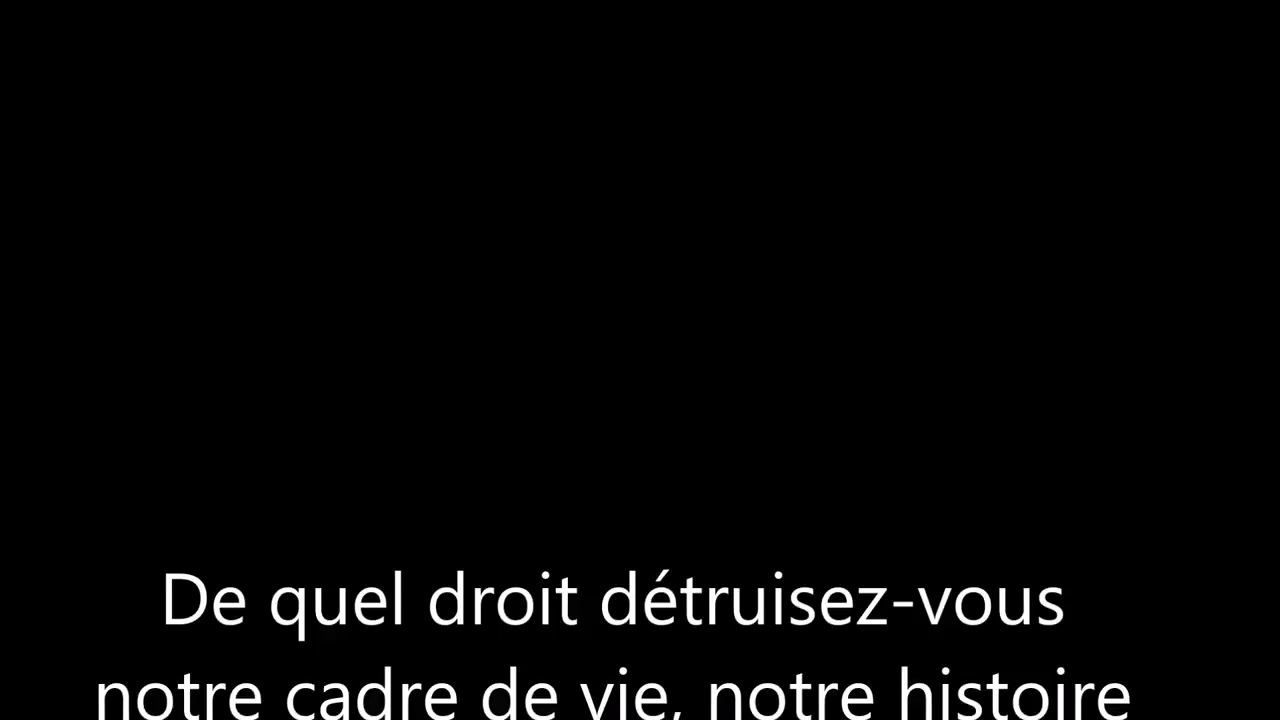 De quel droit détruisez-vous
notre cadre de vie, notre histoire